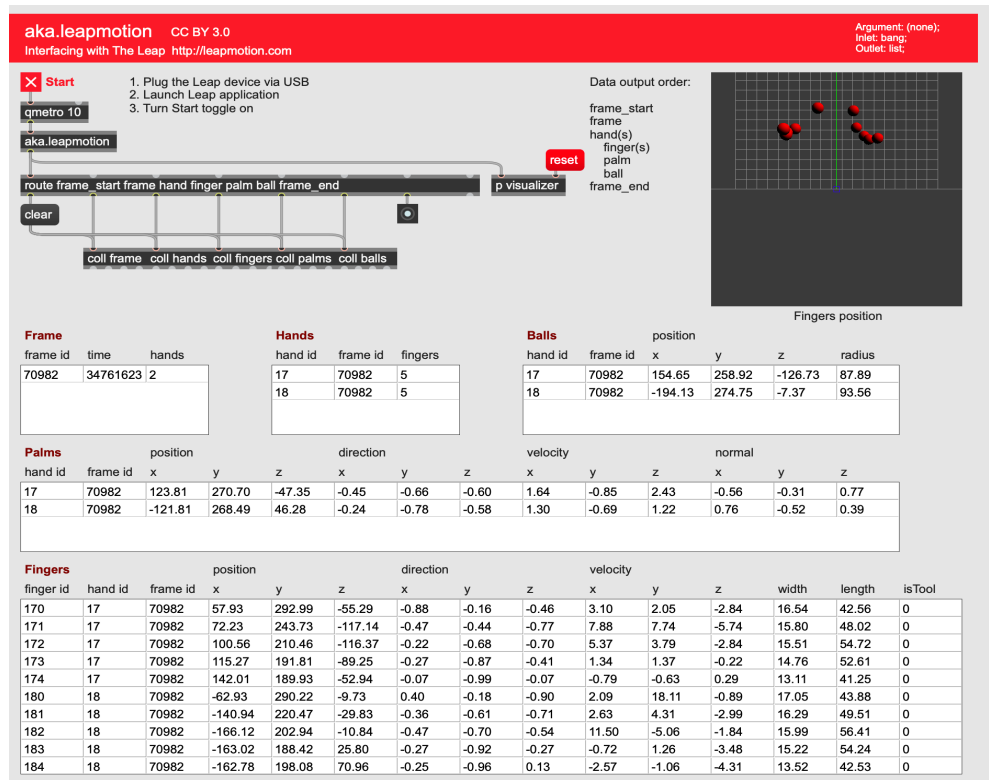 aka.leapmotion CC BY 3.0
Interfacing with The Leap http://leapmotion.com
Argument: (none);
Inlet: bang;
Outlet: list;
Start
1. Plug the Leap device via USB
2. Launch Leap application
3. Turn Start toggle on
qmetro 10
aka.leapmotion
reset
route frame_start frame hand finger palm ball frame_end
p visualizer
clear
coll frame coll hands coll fingers coll palms coll balls
Data output order:
frame_start
frame
hand(s)
finger(s)
palm
ball
frame_end
Fingers position
Frame
frame id time hands
70982 34761623 2
Hands
hand id frame id fingers
17 70982 5
18 70982 5
Balls position
hand id frame id x y z radius
17 70982 154.65 258.92 -126.73 87.89
18 70982 -194.13 274.75 -7.37 93.56
Palms position direction velocity normal
hand id frame id x y z x y z x y z x y z
17 70982 123.81 270.70 -47.35 -0.45 -0.66 -0.60 1.64 -0.85 2.43 -0.56 -0.31 0.77
18 70982 -121.81 268.49 46.28 -0.24 -0.78 -0.58 1.30 -0.69 1.22 0.76 -0.52 0.39
Fingers position direction velocity
finger id hand id frame id x y z x y z x y z width length isTool
170 17 70982 57.93 292.99 -55.29 -0.88 -0.16 -0.46 3.10 2.05 -2.84 16.54 42.56 0
171 17 70982 72.23 243.73 -117.14 -0.47 -0.44 -0.77 7.88 7.74 -5.74 15.80 48.02 0
172 17 70982 100.56 210.46 -116.37 -0.22 -0.68 -0.70 5.37 3.79 -2.84 15.51 54.72 0
173 17 70982 115.27 191.81 -89.25 -0.27 -0.87 -0.41 1.34 1.37 -0.22 14.76 52.61 0
174 17 70982 142.01 189.93 -52.94 -0.07 -0.99 -0.07 -0.79 -0.63 0.29 13.11 41.25 0
180 18 70982 -62.93 290.22 -9.73 0.40 -0.18 -0.90 2.09 18.11 -0.89 17.05 43.88 0
181 18 70982 -140.94 220.47 -29.83 -0.36 -0.61 -0.71 2.63 4.31 -2.99 16.29 49.51 0
182 18 70982 -166.12 202.94 -10.84 -0.47 -0.70 -0.54 11.50 -5.06 -1.84 15.99 56.41 0
183 18 70982 -163.02 188.42 25.80 -0.27 -0.92 -0.27 -0.72 1.26 -3.48 15.22 54.24 0
184 18 70982 -162.78 198.08 70.96 -0.25 -0.96 0.13 -2.57 -1.06 -4.31 13.52 42.53 0